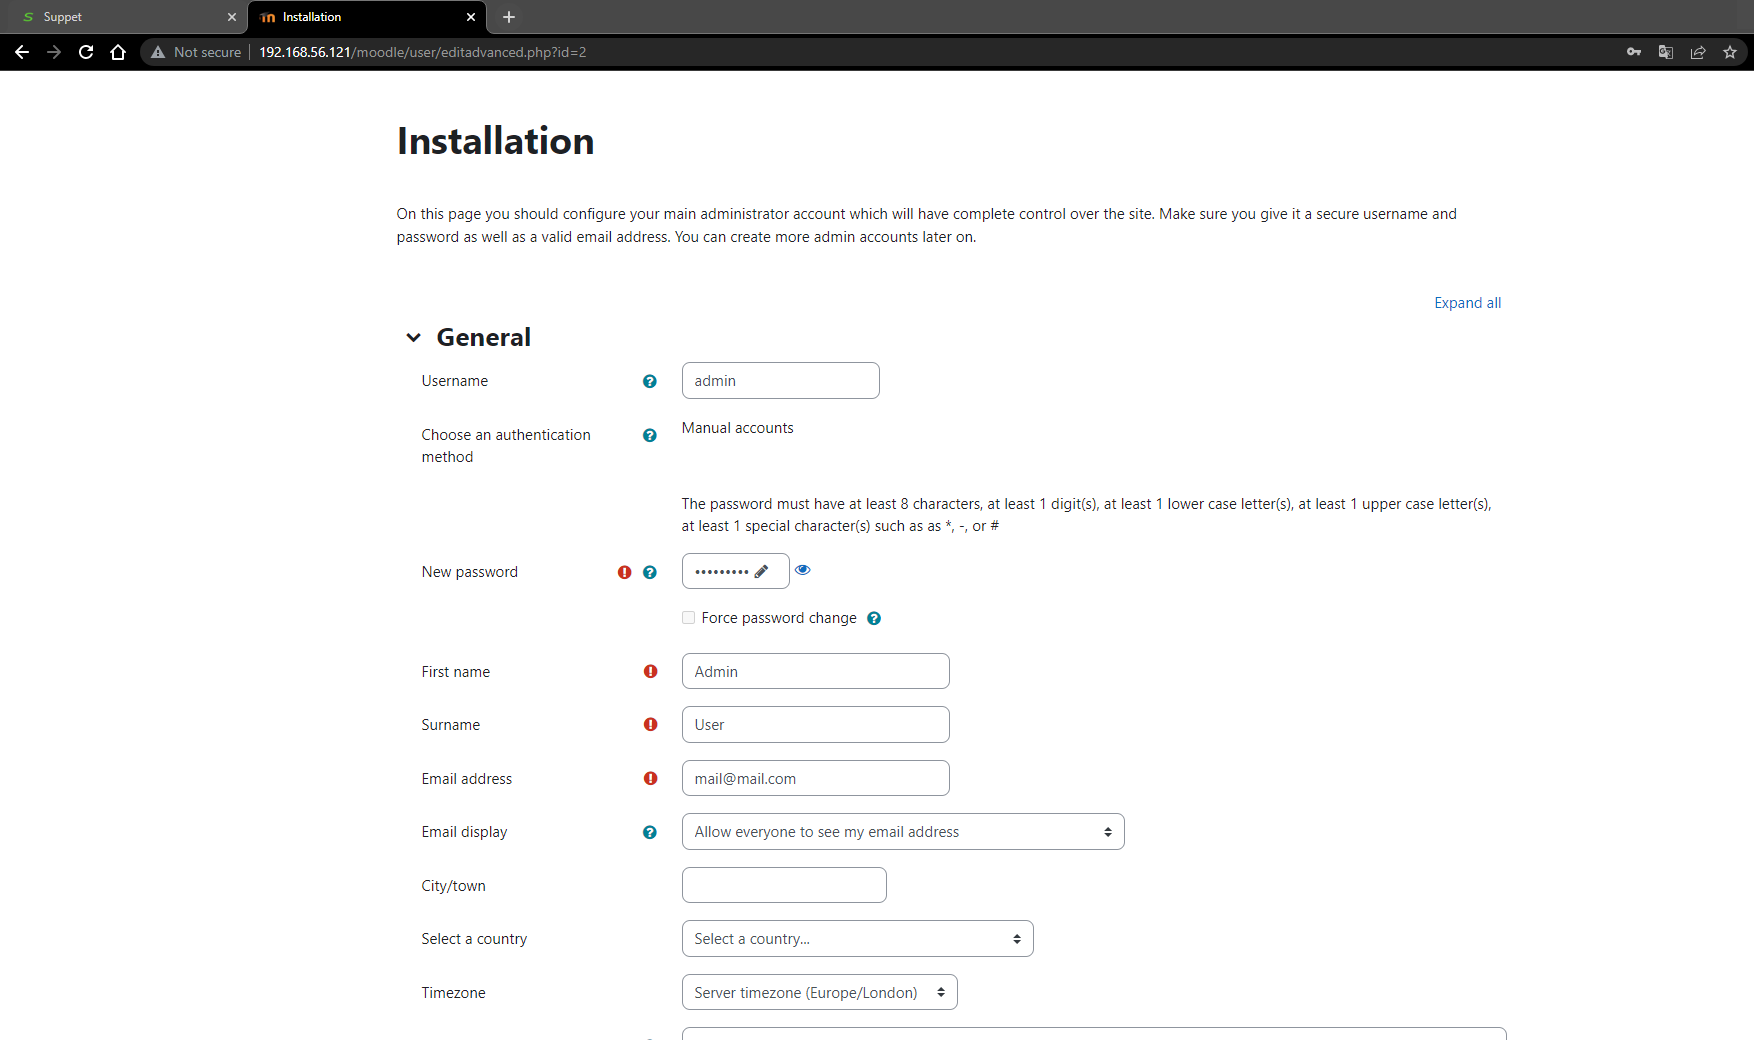 Suppet
Installation
Not secure
192.168.56.121/moodle/user/editadvanced.php?id=2
Installation
On this page you should configure your main administrator account which will have complete control over the site. Make sure you give it a secure username and
password as well as a valid email address. You can create more admin accounts later on.
Expand all
General
Username
admin
Choose an authentication
method
Manual accounts
The password must have at least 8 characters, at least 1 digit(s), at least 1 lower case letter(s), at least 1 upper case letter(s),
at least 1 special character(s) such as as *, -, or #
New password
•••••••••
Force password change
First name
Admin
Surname
User
Email address
mail@mail.com
Email display
Allow everyone to see my email address
City/town
Select a country
Select a country...
Timezone
Server timezone (Europe/London)